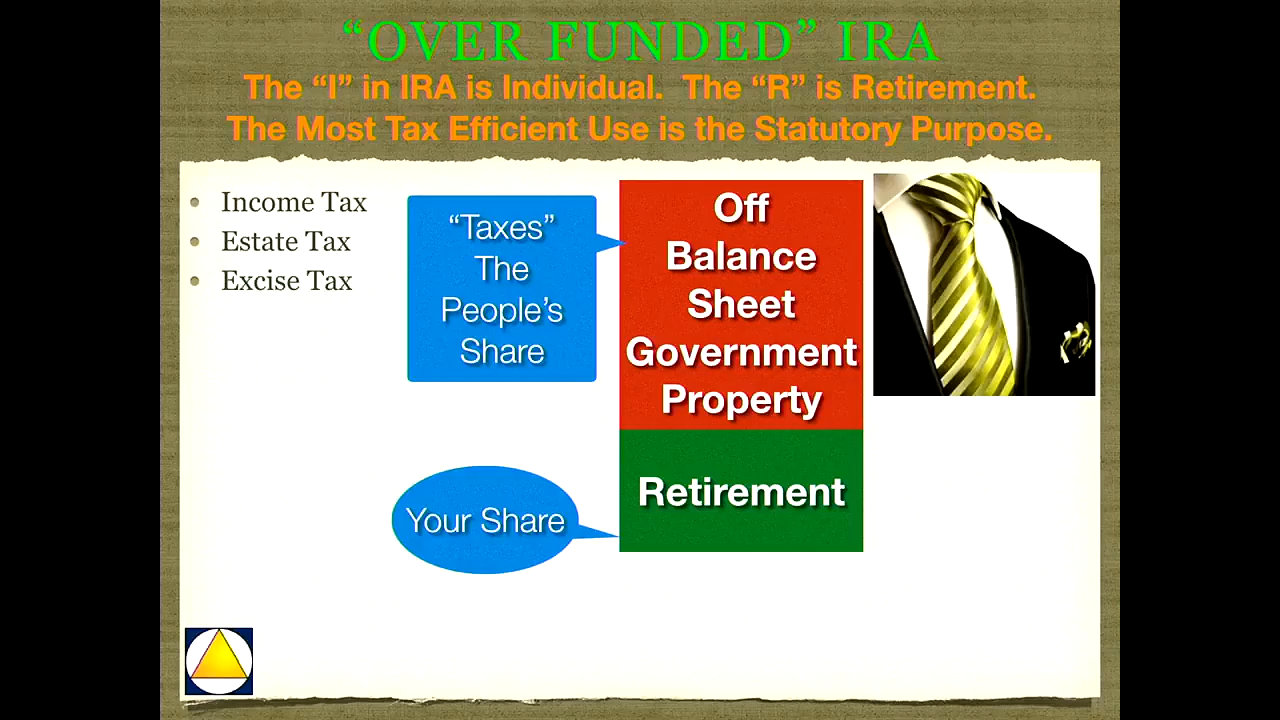 “OVER FUNDED” IRA
The “I” in IRA is Individual.  The “R” is Retirement.
The Most Tax Efficient Use is the Statutory Purpose.
Income Tax
Estate Tax
Excise Tax
“Taxes”
The
People’s
Share
Off
Balance
Sheet
Government
Property
Retirement
Your Share